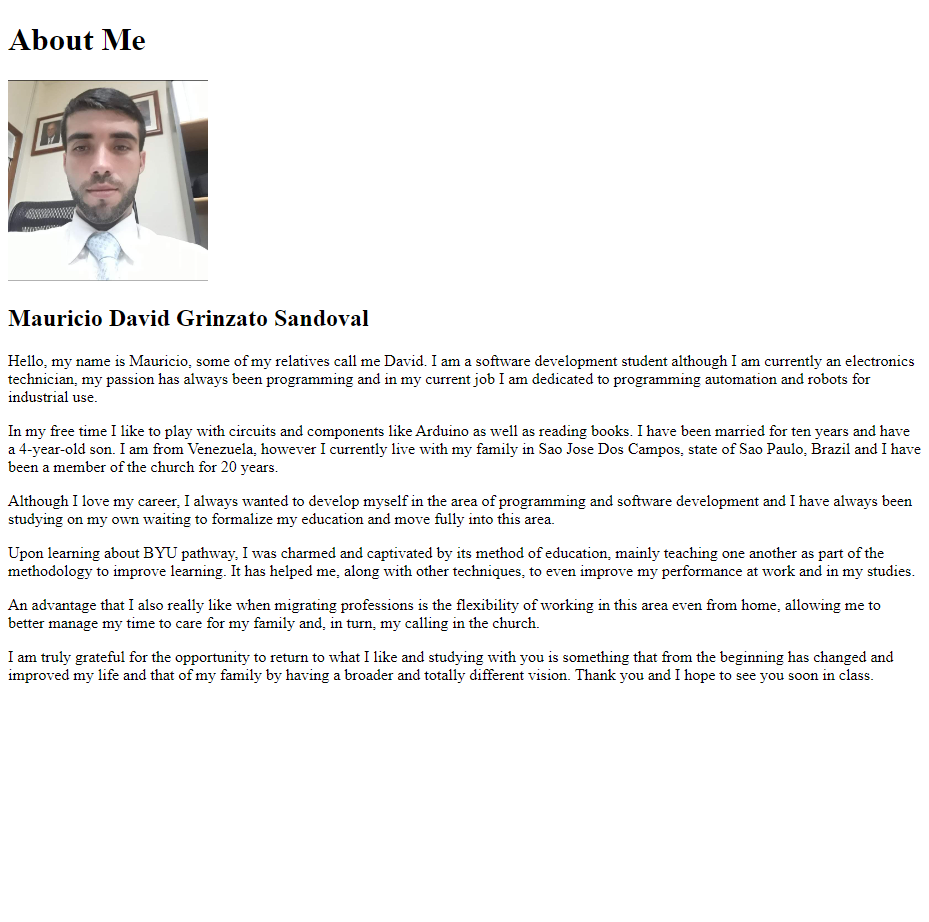 About Me
Mauricio David Grinzato Sandoval
Hello, my name is Mauricio, some of my relatives call me David. I am a software development student although I am currently an electronics
technician, my passion has always been programming and in my current job I am dedicated to programming automation and robots for
industrial use.
In my free time I like to play with circuits and components like Arduino as well as reading books. I have been married for ten years and have
a 4-year-old son. I am from Venezuela, however I currently live with my family in Sao Jose Dos Campos, state of Sao Paulo, Brazil and I have
been a member of the church for 20 years.
Although I love my career, I always wanted to develop myself in the area of programming and software development and I have always been
studying on my own waiting to formalize my education and move fully into this area.
Upon learning about BYU pathway, I was charmed and captivated by its method of education, mainly teaching one another as part of the
methodology to improve learning. It has helped me, along with other techniques, to even improve my performance at work and in my studies.
An advantage that I also really like when migrating professions is the flexibility of working in this area even from home, allowing me to
better manage my time to care for my family and, in turn, my calling in the church.
I am truly grateful for the opportunity to return to what I like and studying with you is something that from the beginning has changed and
improved my life and that of my family by having a broader and totally different vision. Thank you and I hope to see you soon in class.